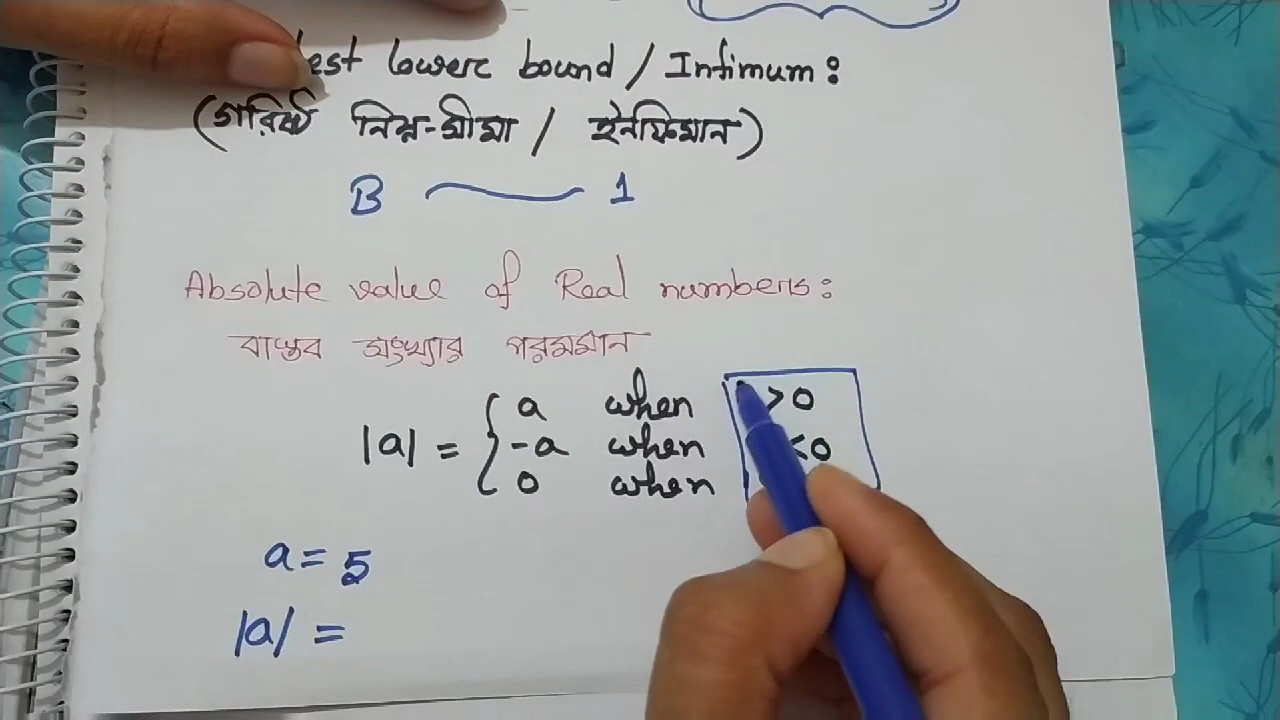 est lowerc bound / Infimum:
(গরিষ্ঠ নিম্ন-সীমা / ইনফিমাম)
B 1
Absolute value of Real numbers:
বাস্তব সংখ্যার পরমমান
|a| = { a when >0
-a when <0
0 when
a = 5
|a| =